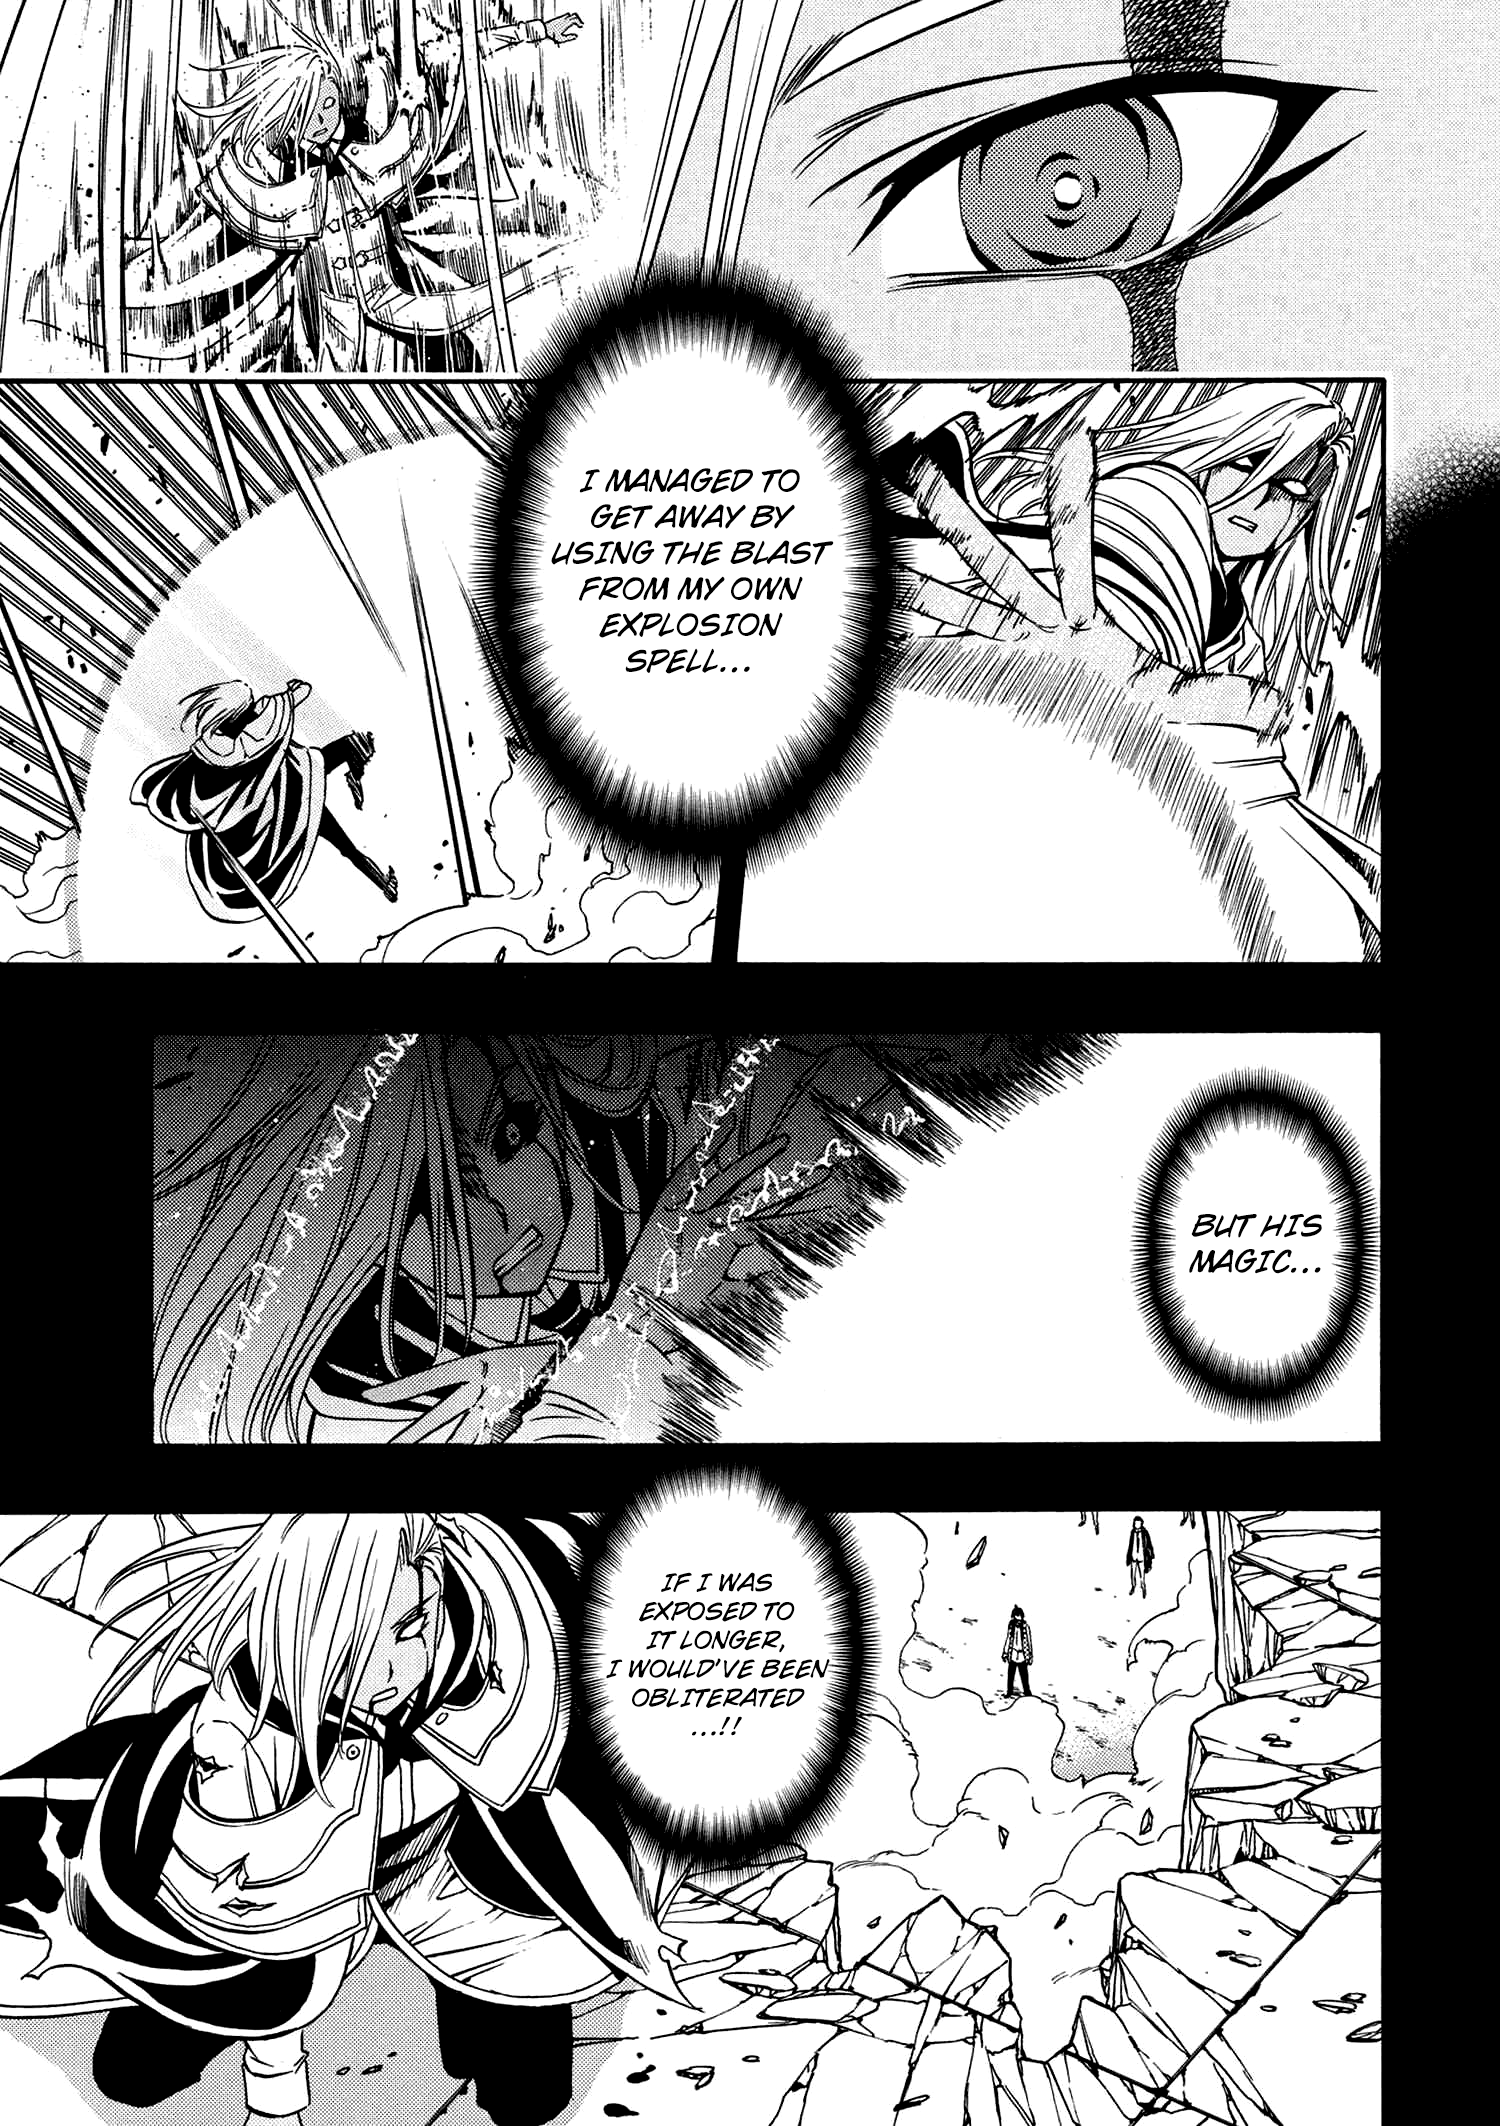 I MANAGED TO
GET AWAY BY
USING THE BLAST
FROM MY OWN
EXPLOSION
SPELL...
BUT HIS
MAGIC...
IF I WAS
EXPOSED TO
IT LONGER,
I WOULD'VE BEEN
OBLITERATED
...!!